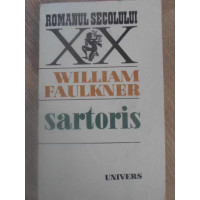 ROMANUL SECOLULUI
XX
WILLIAM
FAULKNER
sartoris
UNIVERS